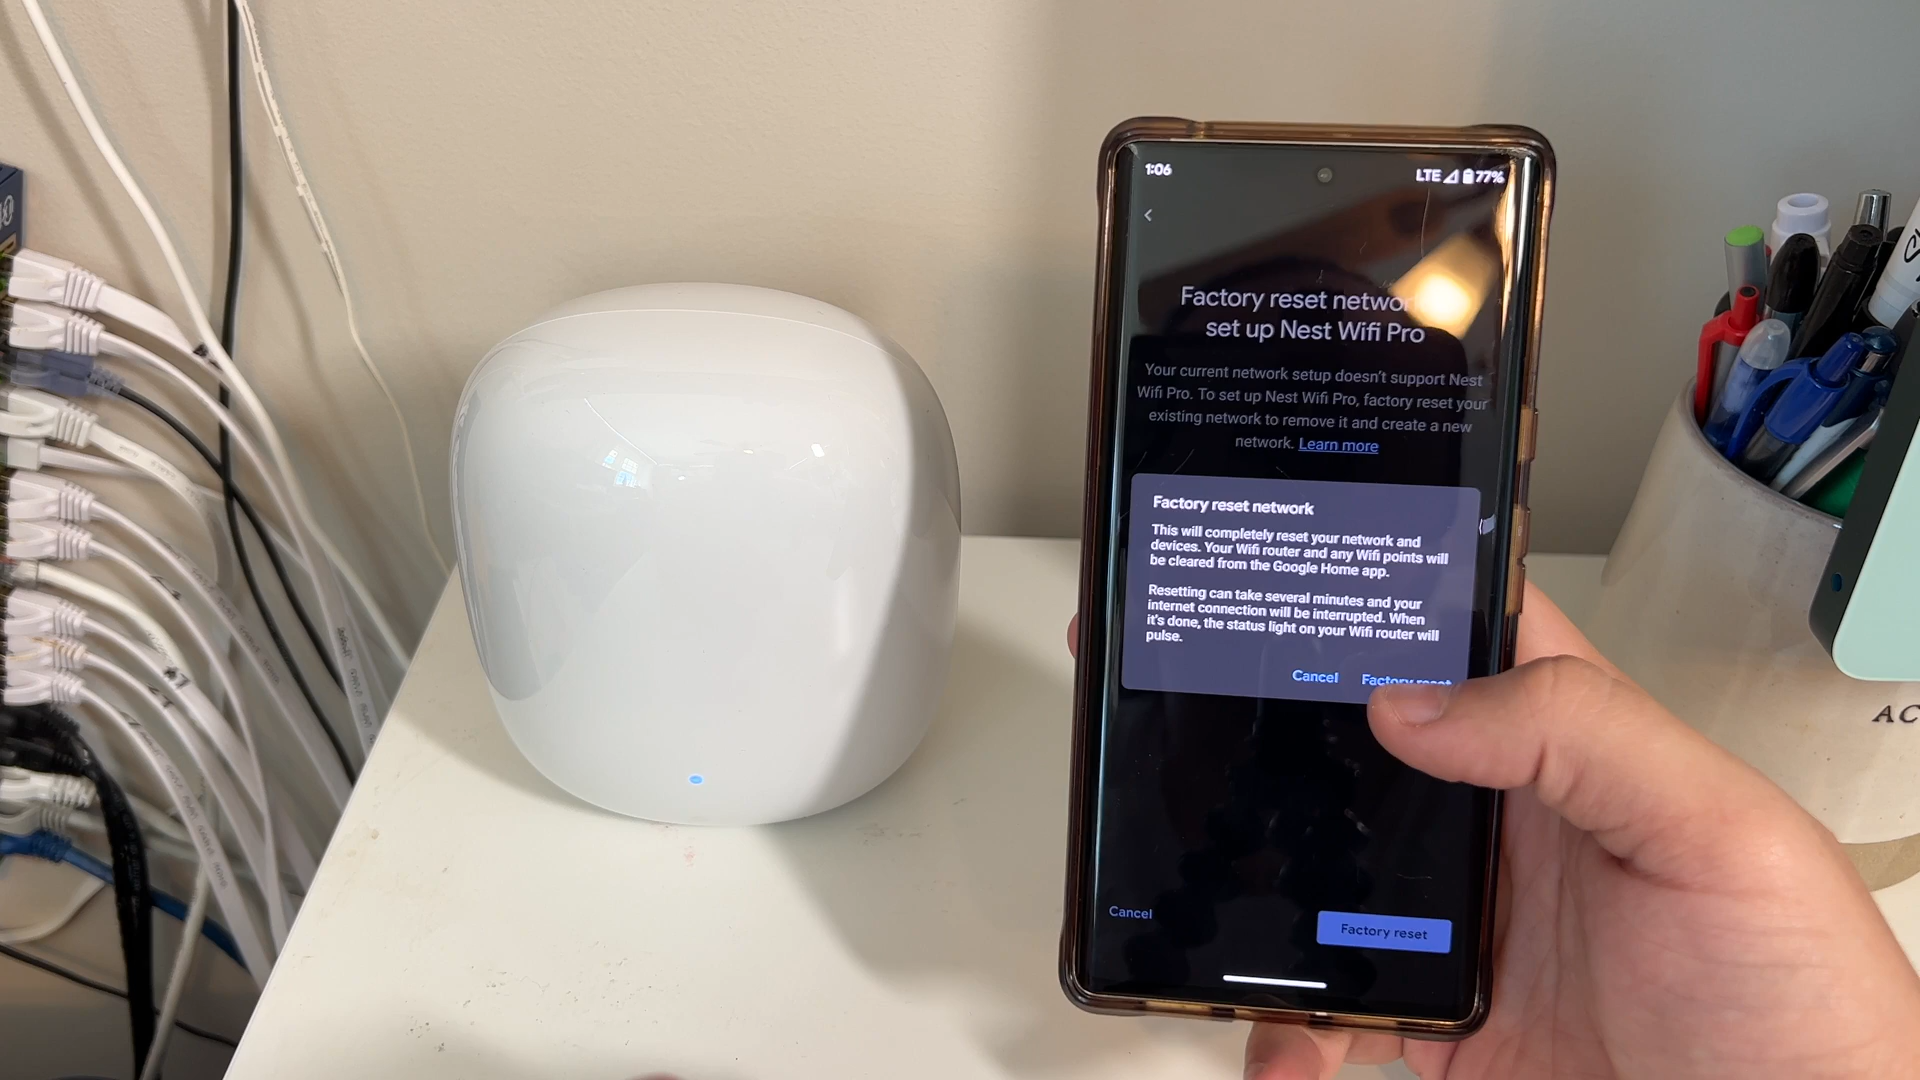 1:06
LTE 77%
Factory reset
set up Nest Wifi Pro
Your current network setup doesn't support Nest
Wifi Pro. To set up Nest Wifi Pro, factory reset your
existing network to remove it and create a new
network. Learn more
Factory reset network
This will completely reset your network and
devices. Your Wifi router and any Wifi points will
be cleared from the Google Home app.
Resetting can take several minutes and your
internet connection will be interrupted. When
it's done, the status light on your Wifi router will
pulse.
Cancel Factory reset
Cancel
Factory reset
AC